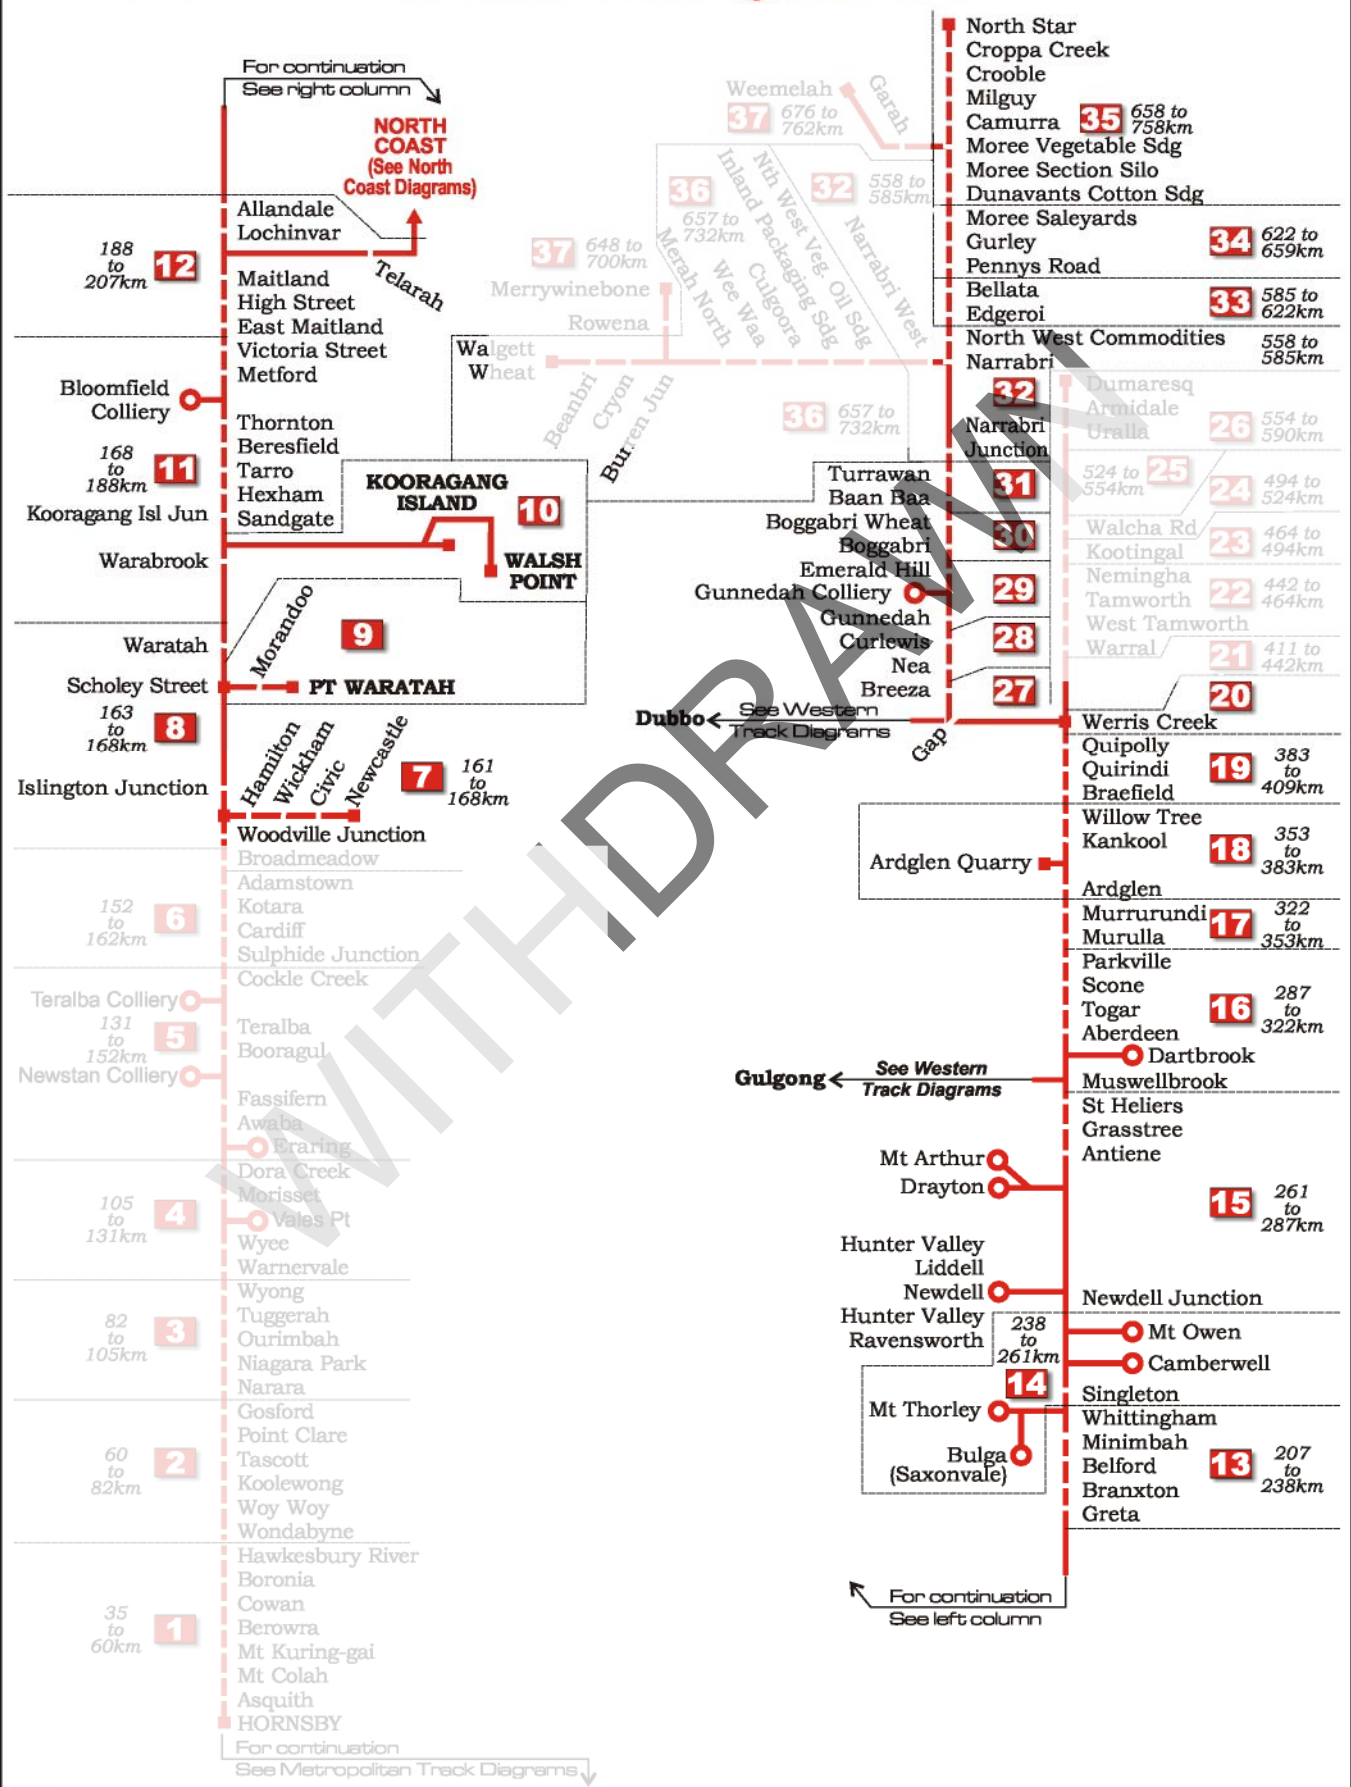 For continuation
See right column
NORTH
COAST
(See North
Coast Diagrams)
Allandale
Lochinvar
188
to
207km
12
Telarah
Maitland
High Street
East Maitland
Victoria Street
Metford
Bloomfield
Colliery
Thornton
Beresfield
Tarro
Hexham
Sandgate
168
to
188km
11
Kooragang Isl Jun
KOORAGANG
ISLAND
10
WALSH
POINT
Warabrook
Morandoo
9
Waratah
Scholey Street
PT WARATAH
163
to
168km
8
Hamilton
Wickham
Civic
Newcastle
7
161
to
168km
Islington Junction
Woodville Junction
Broadmeadow
Adamstown
Kotara
Cardiff
Sulphide Junction
152
to
162km
6
Cockle Creek
Teralba Colliery
131
to
152km
5
Teralba
Booragul
Newstan Colliery
Fassifern
Awaba
Eraring
Dora Creek
Morisset
Vales Pt
105
to
131km
4
Wyee
Warnervale
Wyong
Tuggerah
Ourimbah
Niagara Park
Narara
82
to
105km
3
Gosford
Point Clare
Tascott
Koolewong
Woy Woy
Wondabyne
60
to
82km
2
Hawkesbury River
Boronia
Cowan
Berowra
Mt Kuring-gai
Mt Colah
Asquith
HORNSBY
35
to
60km
1
For continuation
See Metropolitan Track Diagrams
North Star
Croppa Creek
Crooble
Milguy
Camurra
Moree Vegetable Sdg
Moree Section Silo
Dunavants Cotton Sdg
35
658 to
758km
Weemelah
Garah
37
676 to
762km
Moree Saleyards
Gurley
Pennys Road
34
622 to
659km
Bellata
Edgeroi
33
585 to
622km
North West Commodities
Narrabri
558 to
585km
32
Narrabri
Junction
36
657 to
732km
Merah North
Wee Waa
Culgoora
Inland Packaging Sdg
Nth West Veg. Oil Sdg
32
558 to
585km
Narrabri West
37
648 to
700km
Merrywinebone
Rowena
Walgett
Wheat
Beanbri
Cryon
Burren Jun
36
657 to
732km
Turrawan
Baan Baa
31
Boggabri Wheat
Boggabri
30
Emerald Hill
Gunnedah Colliery
29
Gunnedah
Curlewis
28
Nea
Breeza
27
Dumaresq
Armidale
Uralla
26
554 to
590km
524 to
554km
25
24
494 to
524km
Walcha Rd
Kootingal
23
464 to
494km
Nemingha
Tamworth
22
442 to
464km
West Tamworth
Warral
21
411 to
442km
20
Dubbo
See Western
Track Diagrams
Gap
Werris Creek
Quipolly
Quirindi
Braefield
19
383
to
409km
Willow Tree
Kankool
Ardglen Quarry
Ardglen
18
353
to
383km
Murrurundi
Murulla
17
322
to
353km
Parkville
Scone
Togar
Aberdeen
16
287
to
322km
Dartbrook
Gulgong
See Western
Track Diagrams
Muswellbrook
St Heliers
Grasstree
Antiene
Mt Arthur
Drayton
15
261
to
287km
Hunter Valley
Liddell
Newdell
Newdell Junction
Hunter Valley
Ravensworth
238
to
261km
14
Mt Owen
Camberwell
Singleton
Mt Thorley
Bulga
(Saxonvale)
Whittingham
Minimbah
Belford
Branxton
Greta
13
207
to
238km
For continuation
See left column
WITHDRAWN